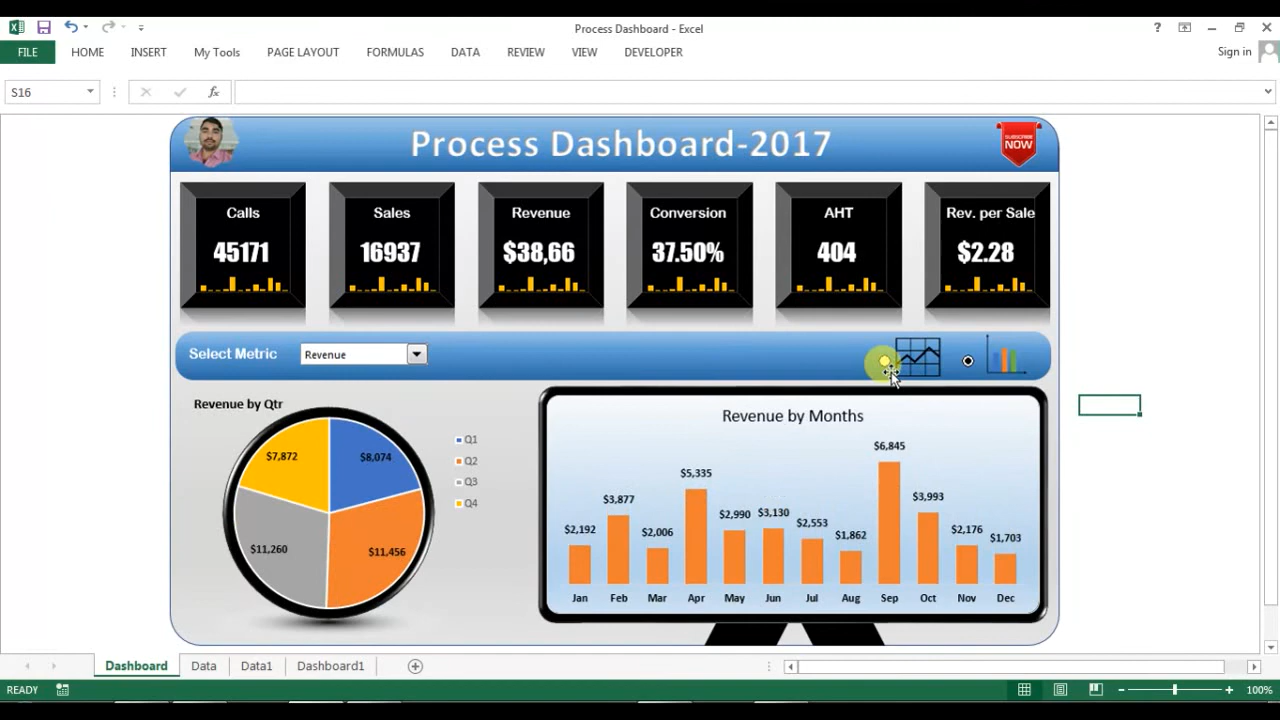 Process Dashboard - Excel
?
Sign in
FILE HOME INSERT My Tools PAGE LAYOUT FORMULAS DATA REVIEW VIEW DEVELOPER
S16
fx
Process Dashboard-2017
SUBSCRIBE
NOW
Calls Sales Revenue Conversion AHT Rev. per Sale
45171 16937 $38,66 37.50% 404 $2.28
Select Metric Revenue
Revenue by Qtr
$7,872 $8,074
$11,260 $11,456
Q1
Q2
Q3
Q4
Revenue by Months
$2,192 $3,877 $2,006 $5,335 $2,990 $3,130 $2,553 $1,862 $6,845 $3,993 $2,176 $1,703
Jan Feb Mar Apr May Jun Jul Aug Sep Oct Nov Dec
Dashboard Data Data1 Dashboard1
READY
100%